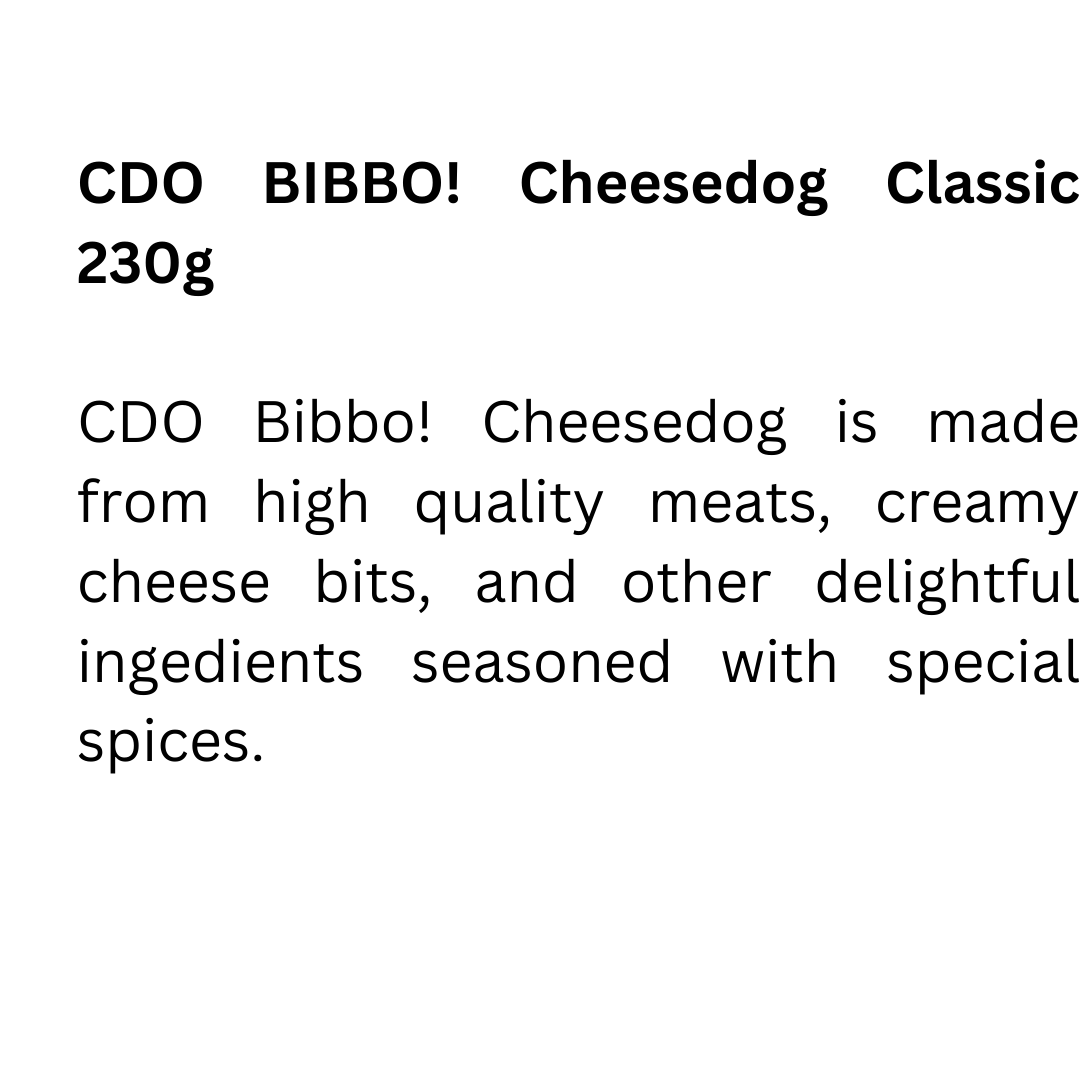 CDO BIBBO! Cheesedog Classic
230g
CDO Bibbo! Cheesedog is made
from high quality meats, creamy
cheese bits, and other delightful
ingedients seasoned with special
spices.